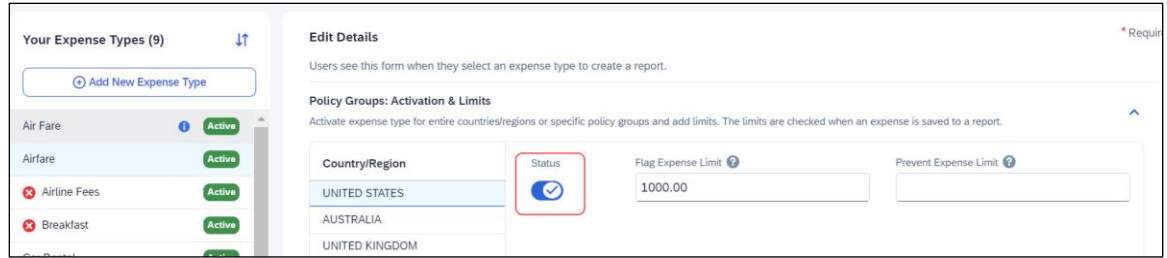 Your Expense Types (9)
Add New Expense Type
Air Fare Active
Airfare Active
Airline Fees Active
Breakfast Active
Edit Details
* Requir
Users see this form when they select an expense type to create a report.
Policy Groups: Activation & Limits
Activate expense type for entire countries/regions or specific policy groups and add limits. The limits are checked when an expense is saved to a report.
Country/Region
UNITED STATES
AUSTRALIA
UNITED KINGDOM
Status
Flag Expense Limit
1000.00
Prevent Expense Limit